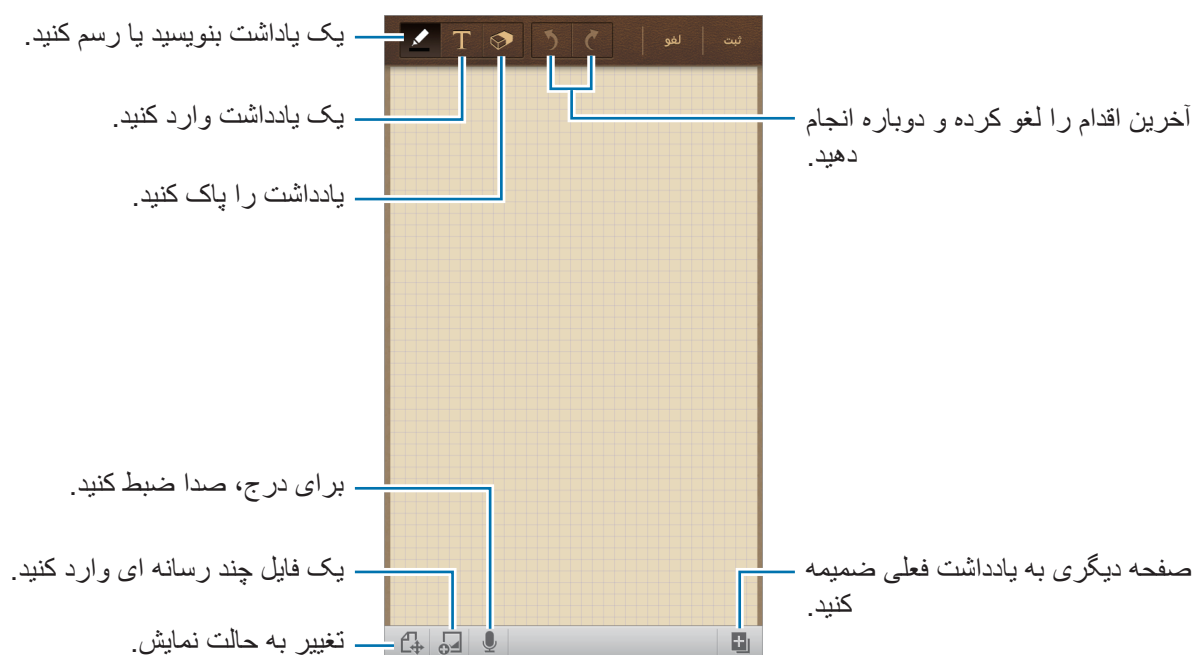 یک یاداشت بنویسید یا رسم کنید.
T
لغو
ثبت
یک یادداشت وارد کنید.
آخرین اقدام را لغو کرده و دوباره انجام
دهید.
یادداشت را پاک کنید.
برای درج، صدا ضبط کنید.
یک فایل چند رسانه ای وارد کنید.
صفحه دیگری به یادداشت فعلی ضمیمه
کنید.
تغییر به حالت نمایش.